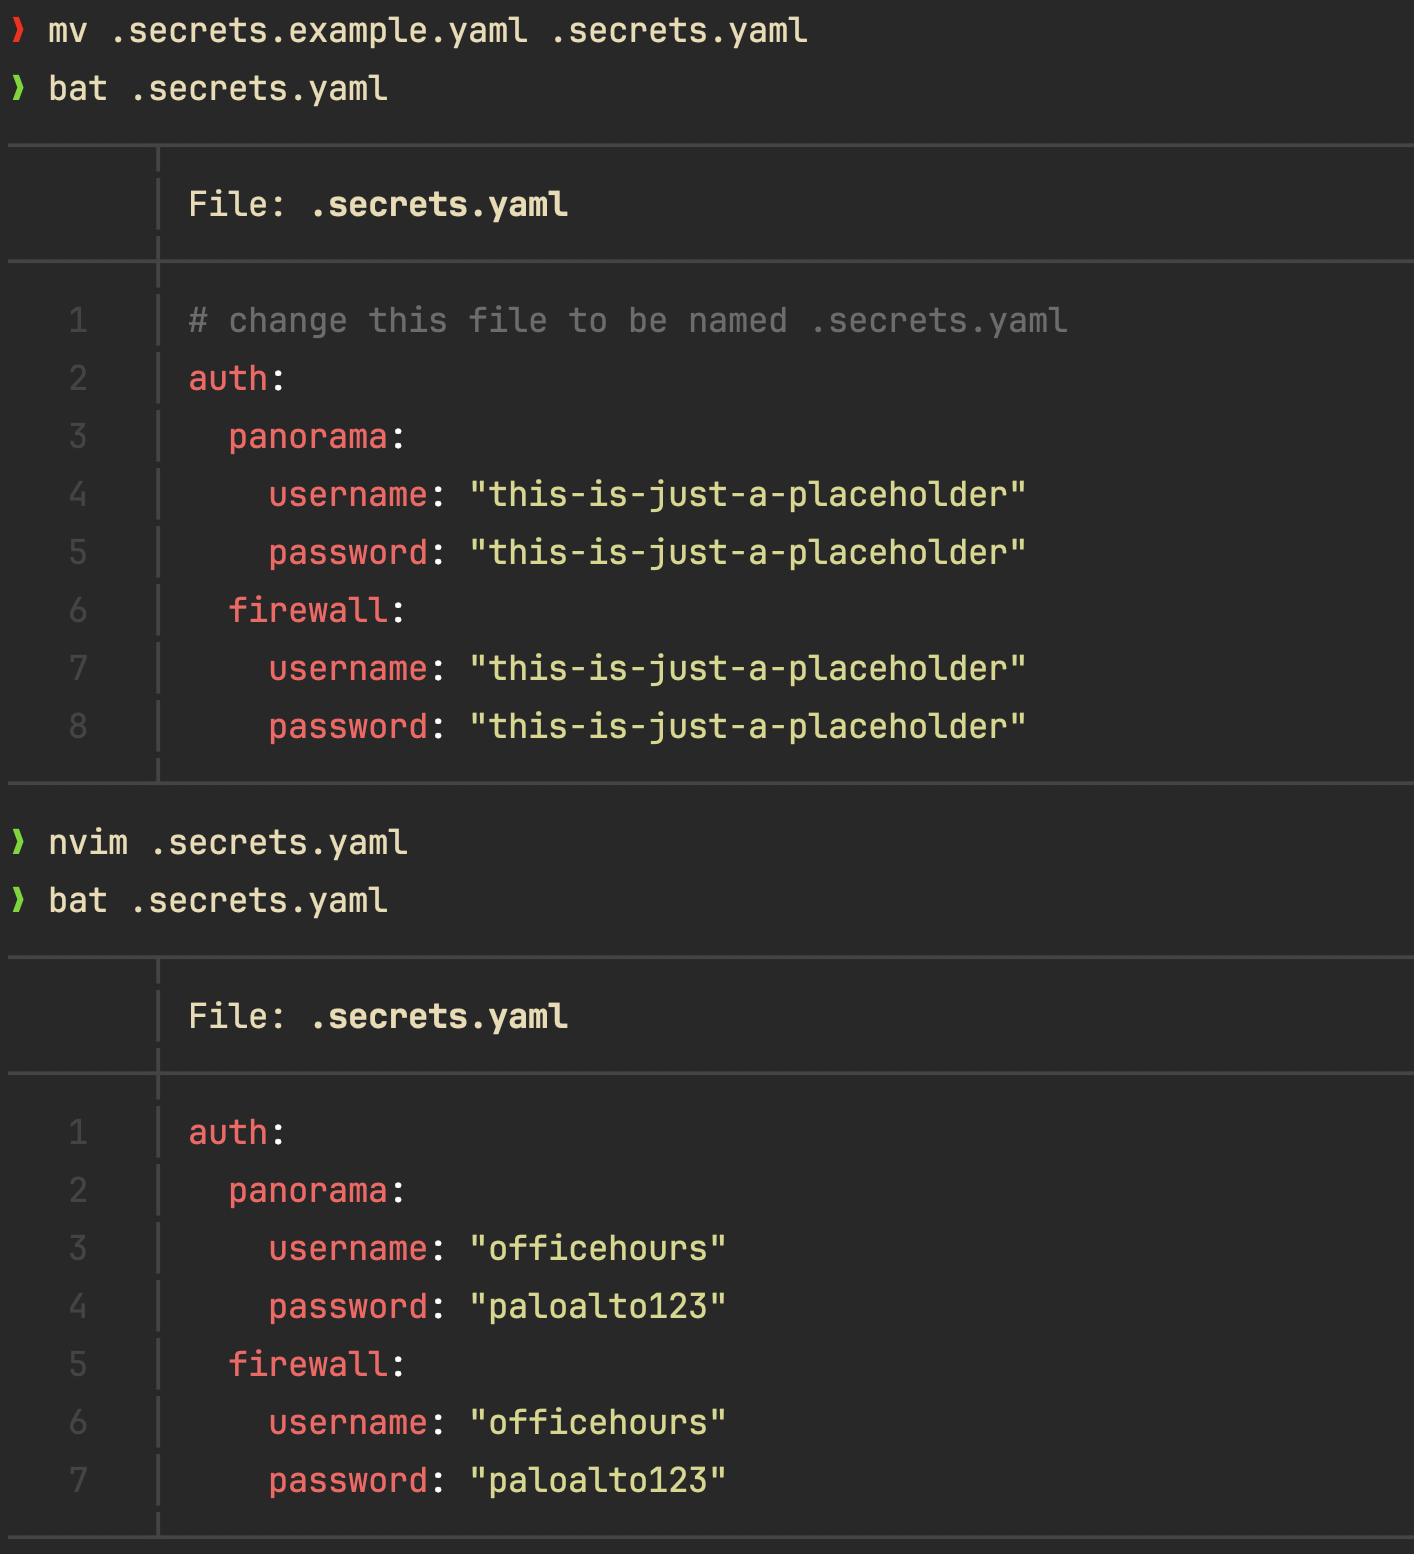 ❯ mv .secrets.example.yaml .secrets.yaml
❯ bat .secrets.yaml
File: .secrets.yaml
1 # change this file to be named .secrets.yaml
2 auth:
3   panorama:
4     username: "this-is-just-a-placeholder"
5     password: "this-is-just-a-placeholder"
6   firewall:
7     username: "this-is-just-a-placeholder"
8     password: "this-is-just-a-placeholder"
❯ nvim .secrets.yaml
❯ bat .secrets.yaml
File: .secrets.yaml
1 auth:
2   panorama:
3     username: "officehours"
4     password: "paloalto123"
5   firewall:
6     username: "officehours"
7     password: "paloalto123"